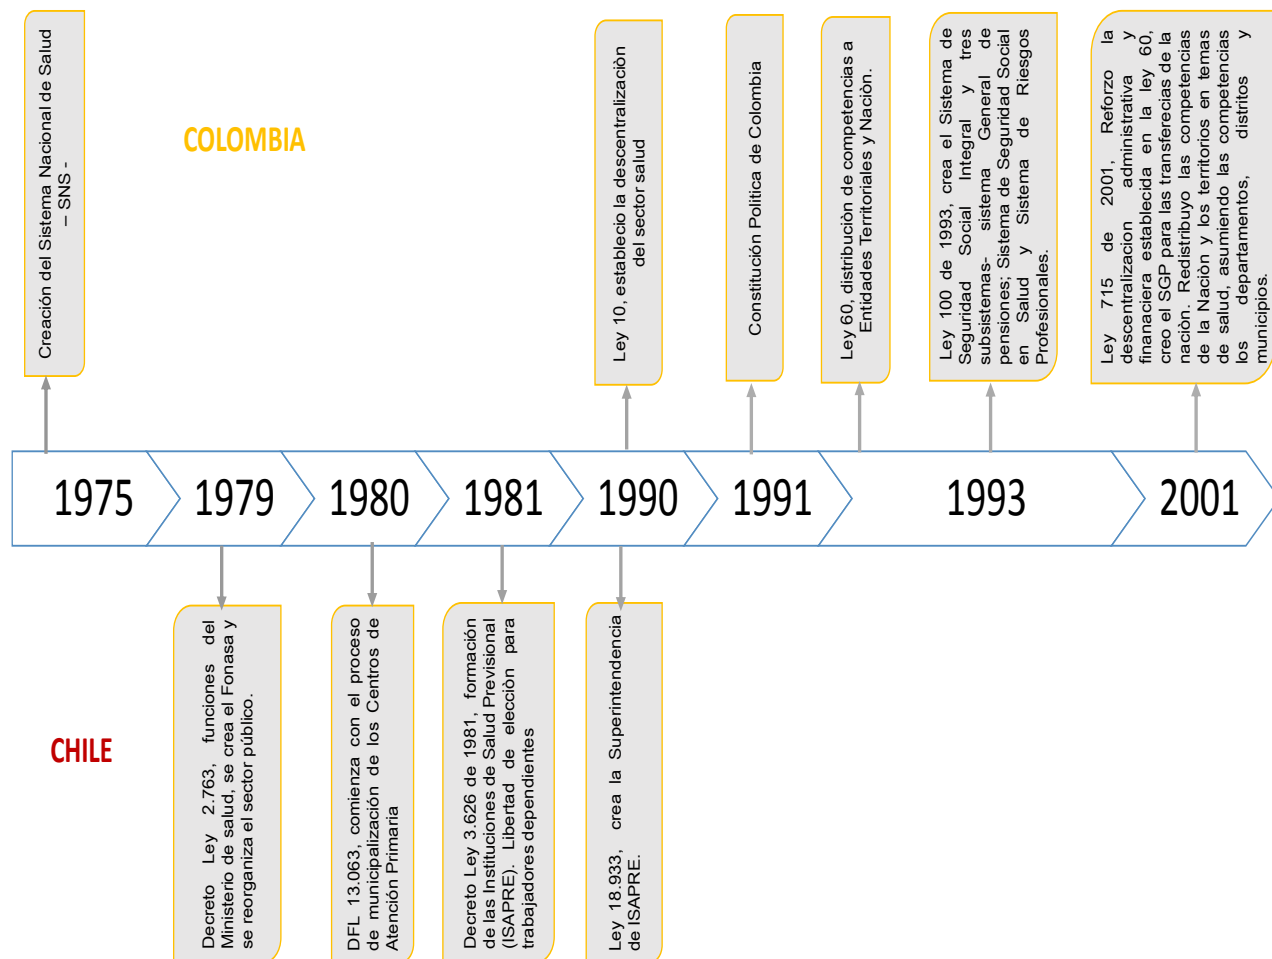 Creación del Sistema Nacional de Salud
– SNS -
COLOMBIA
Ley 10, establecio la descentralizaciòn
del sector salud
Constituciòn Polìtica de Colombia
Ley 60, distribuciòn de competencias a
Entidades Territoriales y Naciòn.
Ley 100 de 1993, crea el Sistema de
Seguridad Social Integral y tres
subsistemas- sistema General de
pensiones; Sistema de Seguridad Social
en Salud y Sistema de Riesgos
Profesionales.
Ley 715 de 2001, Reforzo la
descentralizacion administrativa y
finanaciera establecida en la ley 60,
creo el SGP para las transferecias de la
naciòn. Redistribuyo las competencias
de la Naciòn y los territorios en temas
de salud, asumiendo las competencias
los departamentos, distritos y
municipios.
1975
1979
1980
1981
1990
1991
1993
2001
CHILE
Decreto Ley 2.763, funciones del
Ministerio de salud, se crea el Fonasa y
se reorganiza el sector público.
DFL 13.063, comienza con el proceso
de municipalización de los Centros de
Atención Primaria
Decreto Ley 3.626 de 1981, formación
de las Instituciones de Salud Previsional
(ISAPRE). Libertad de elección para
trabajadores dependientes
Ley 18.933, crea la Superintendencia
de ISAPRE.